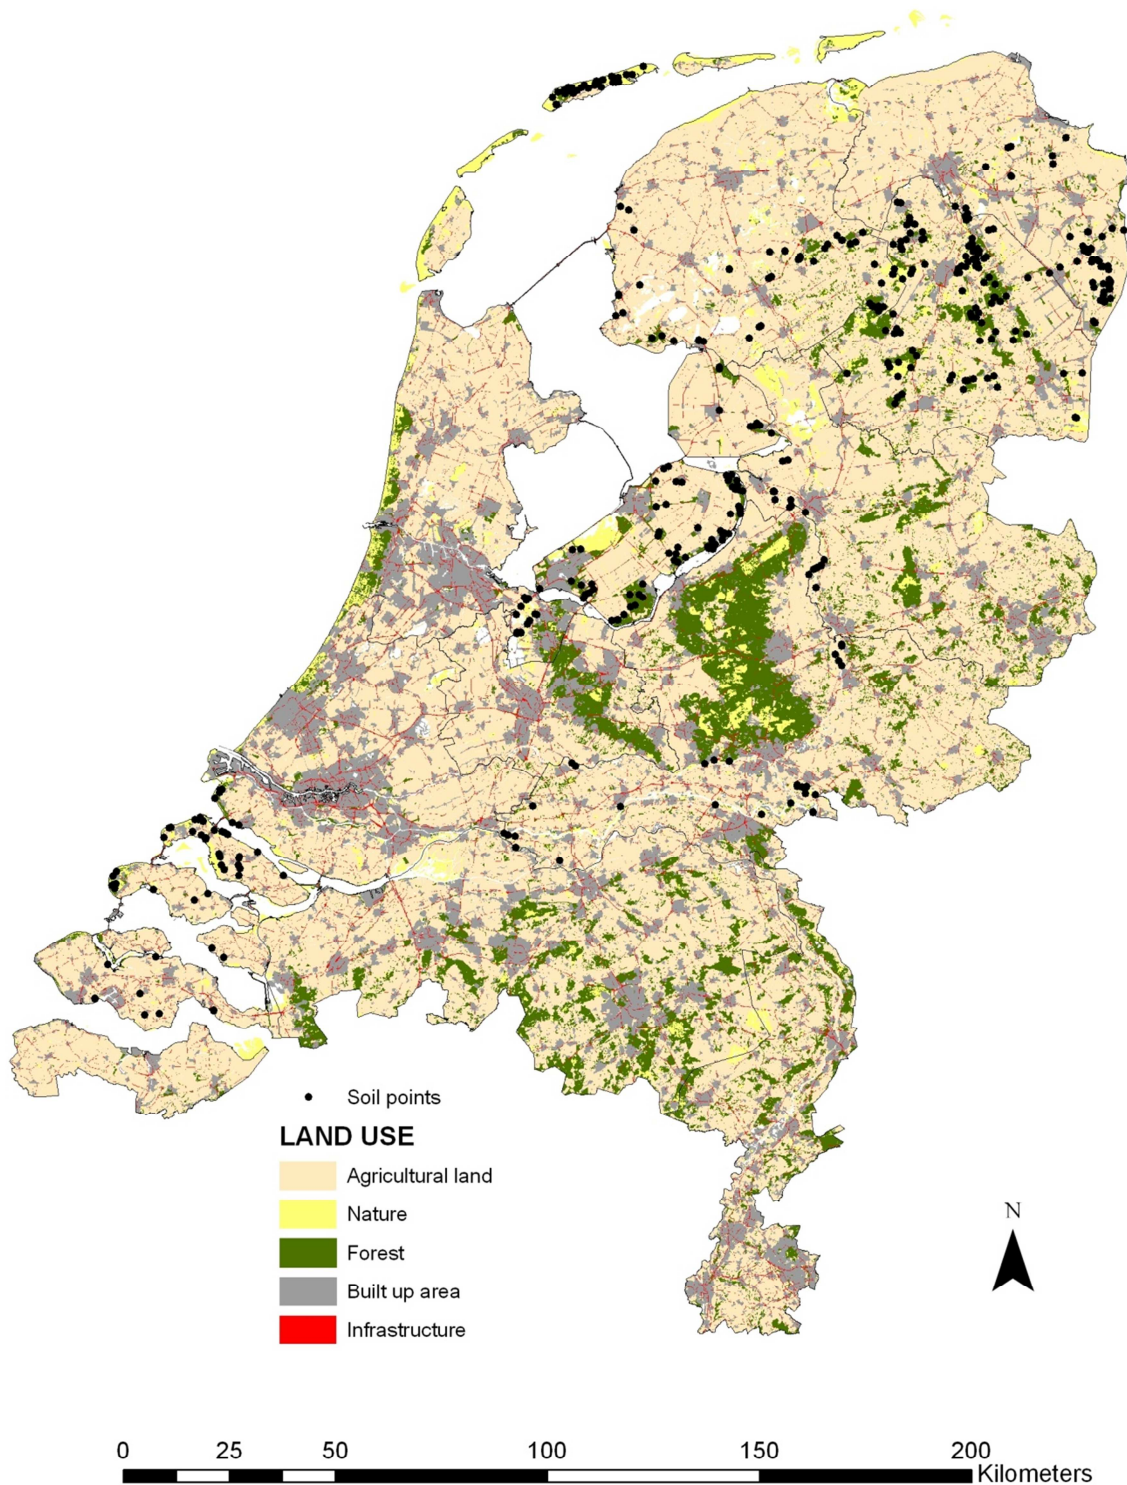 Soil points
LAND USE
Agricultural land
Nature
Forest
Built up area
Infrastructure
N
0 25 50 100 150 200
Kilometers